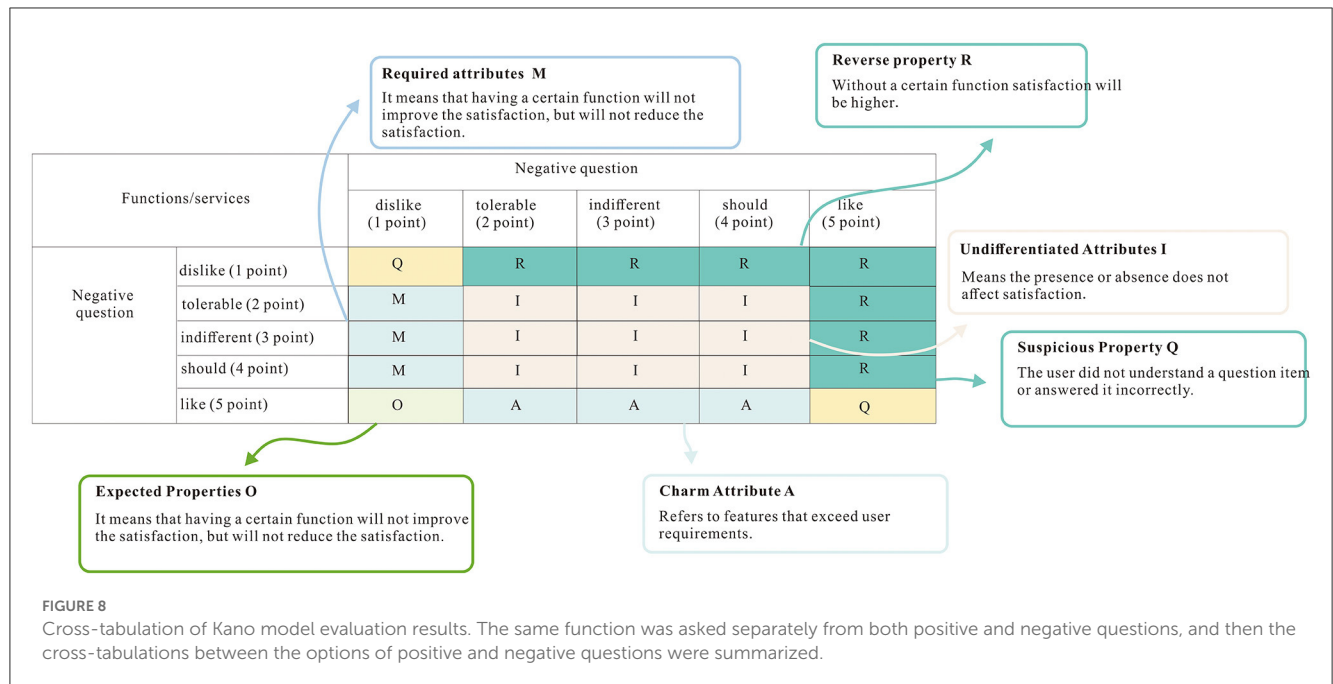 Required attributes M
It means that having a certain function will not
improve the satisfaction, but will not reduce the
satisfaction.
Reverse property R
Without a certain function satisfaction will
be higher.
Functions/services
Negative question
dislike
(1 point)
tolerable
(2 point)
indifferent
(3 point)
should
(4 point)
like
(5 point)
Negative
question
dislike (1 point) Q R R R R
tolerable (2 point) M I I I R
indifferent (3 point) M I I I R
should (4 point) M I I I R
like (5 point) O A A A Q
Undifferentiated Attributes I
Means the presence or absence does not
affect satisfaction.
Suspicious Property Q
The user did not understand a question item
or answered it incorrectly.
Expected Properties O
It means that having a certain function will not improve
the satisfaction, but will not reduce the satisfaction.
Charm Attribute A
Refers to features that exceed user
requirements.
FIGURE 8
Cross-tabulation of Kano model evaluation results. The same function was asked separately from both positive and negative questions, and then the
cross-tabulations between the options of positive and negative questions were summarized.